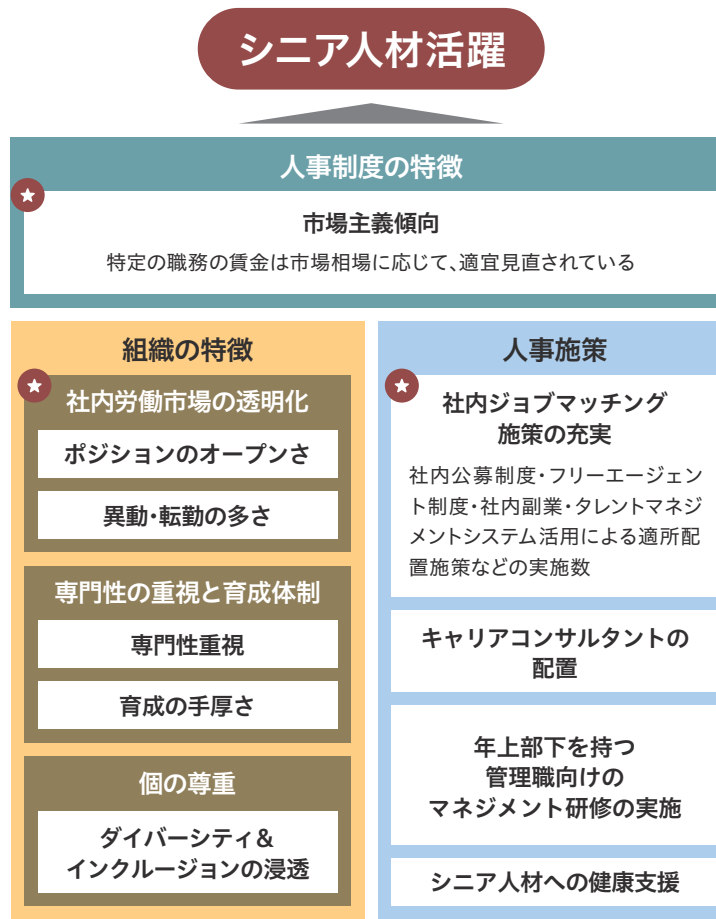 シニア人材活躍
人事制度の特徴
市場主義傾向
特定の職務の賃金は市場相場に応じて、適宜見直されている
組織の特徴
社内労働市場の透明化
ポジションのオープンさ
異動・転勤の多さ
専門性の重視と育成体制
専門性重視
育成の手厚さ
個の尊重
ダイバーシティ&
インクルージョンの浸透
人事施策
社内ジョブマッチング
施策の充実
社内公募制度・フリーエージェン
ト制度・社内副業・タレントマネジ
メントシステム活用による適所配
置施策などの実施数
キャリアコンサルタントの
配置
年上部下を持つ
管理職向けの
マネジメント研修の実施
シニア人材への健康支援